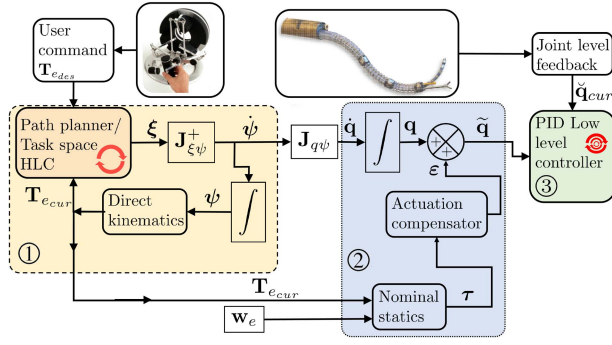 User
command
T_{e_{des}}
Joint level
feedback
q̆_{cur}
Path planner/
Task space
HLC
ξ
J^+_{ξψ}
ψ̇
J_{qψ}
q̇
∫
q
+
+
q̃
PID Low
level
controller
③
ε
T_{e_{cur}}
Direct
kinematics
ψ
∫
Actuation
compensator
①
②
T_{e_{cur}}
Nominal
statics
τ
w_e